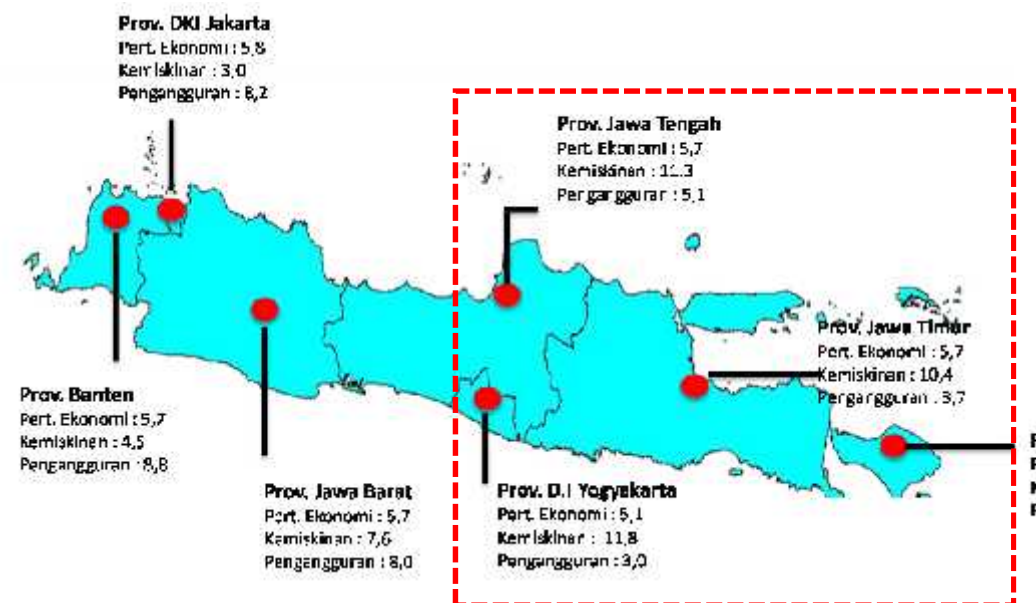 Prov. DKI Jakarta
Pert. Ekonomi : 5,8
Kemiskinan : 3,0
Pengangguran : 8,2
Prov. Jawa Tengah
Pert. Ekonomi : 5,7
Kemiskinan : 11.3
Pengangguran : 5,1
Prov. Jawa Timur
Pert. Ekonomi : 5,7
Kemiskinan : 10,4
Pengangguran : 3,7
Prov. Banten
Pert. Ekonomi : 5,7
Kemiskinan : 4,5
Pengangguran : 8,8
Prov. Jawa Barat
Pert. Ekonomi : 5,7
Kemiskinan : 7,6
Pengangguran : 8,0
Prov. D.I Yogyakarta
Pert. Ekonomi : 5,1
Kemiskinan : 11,8
Pengangguran : 3,0